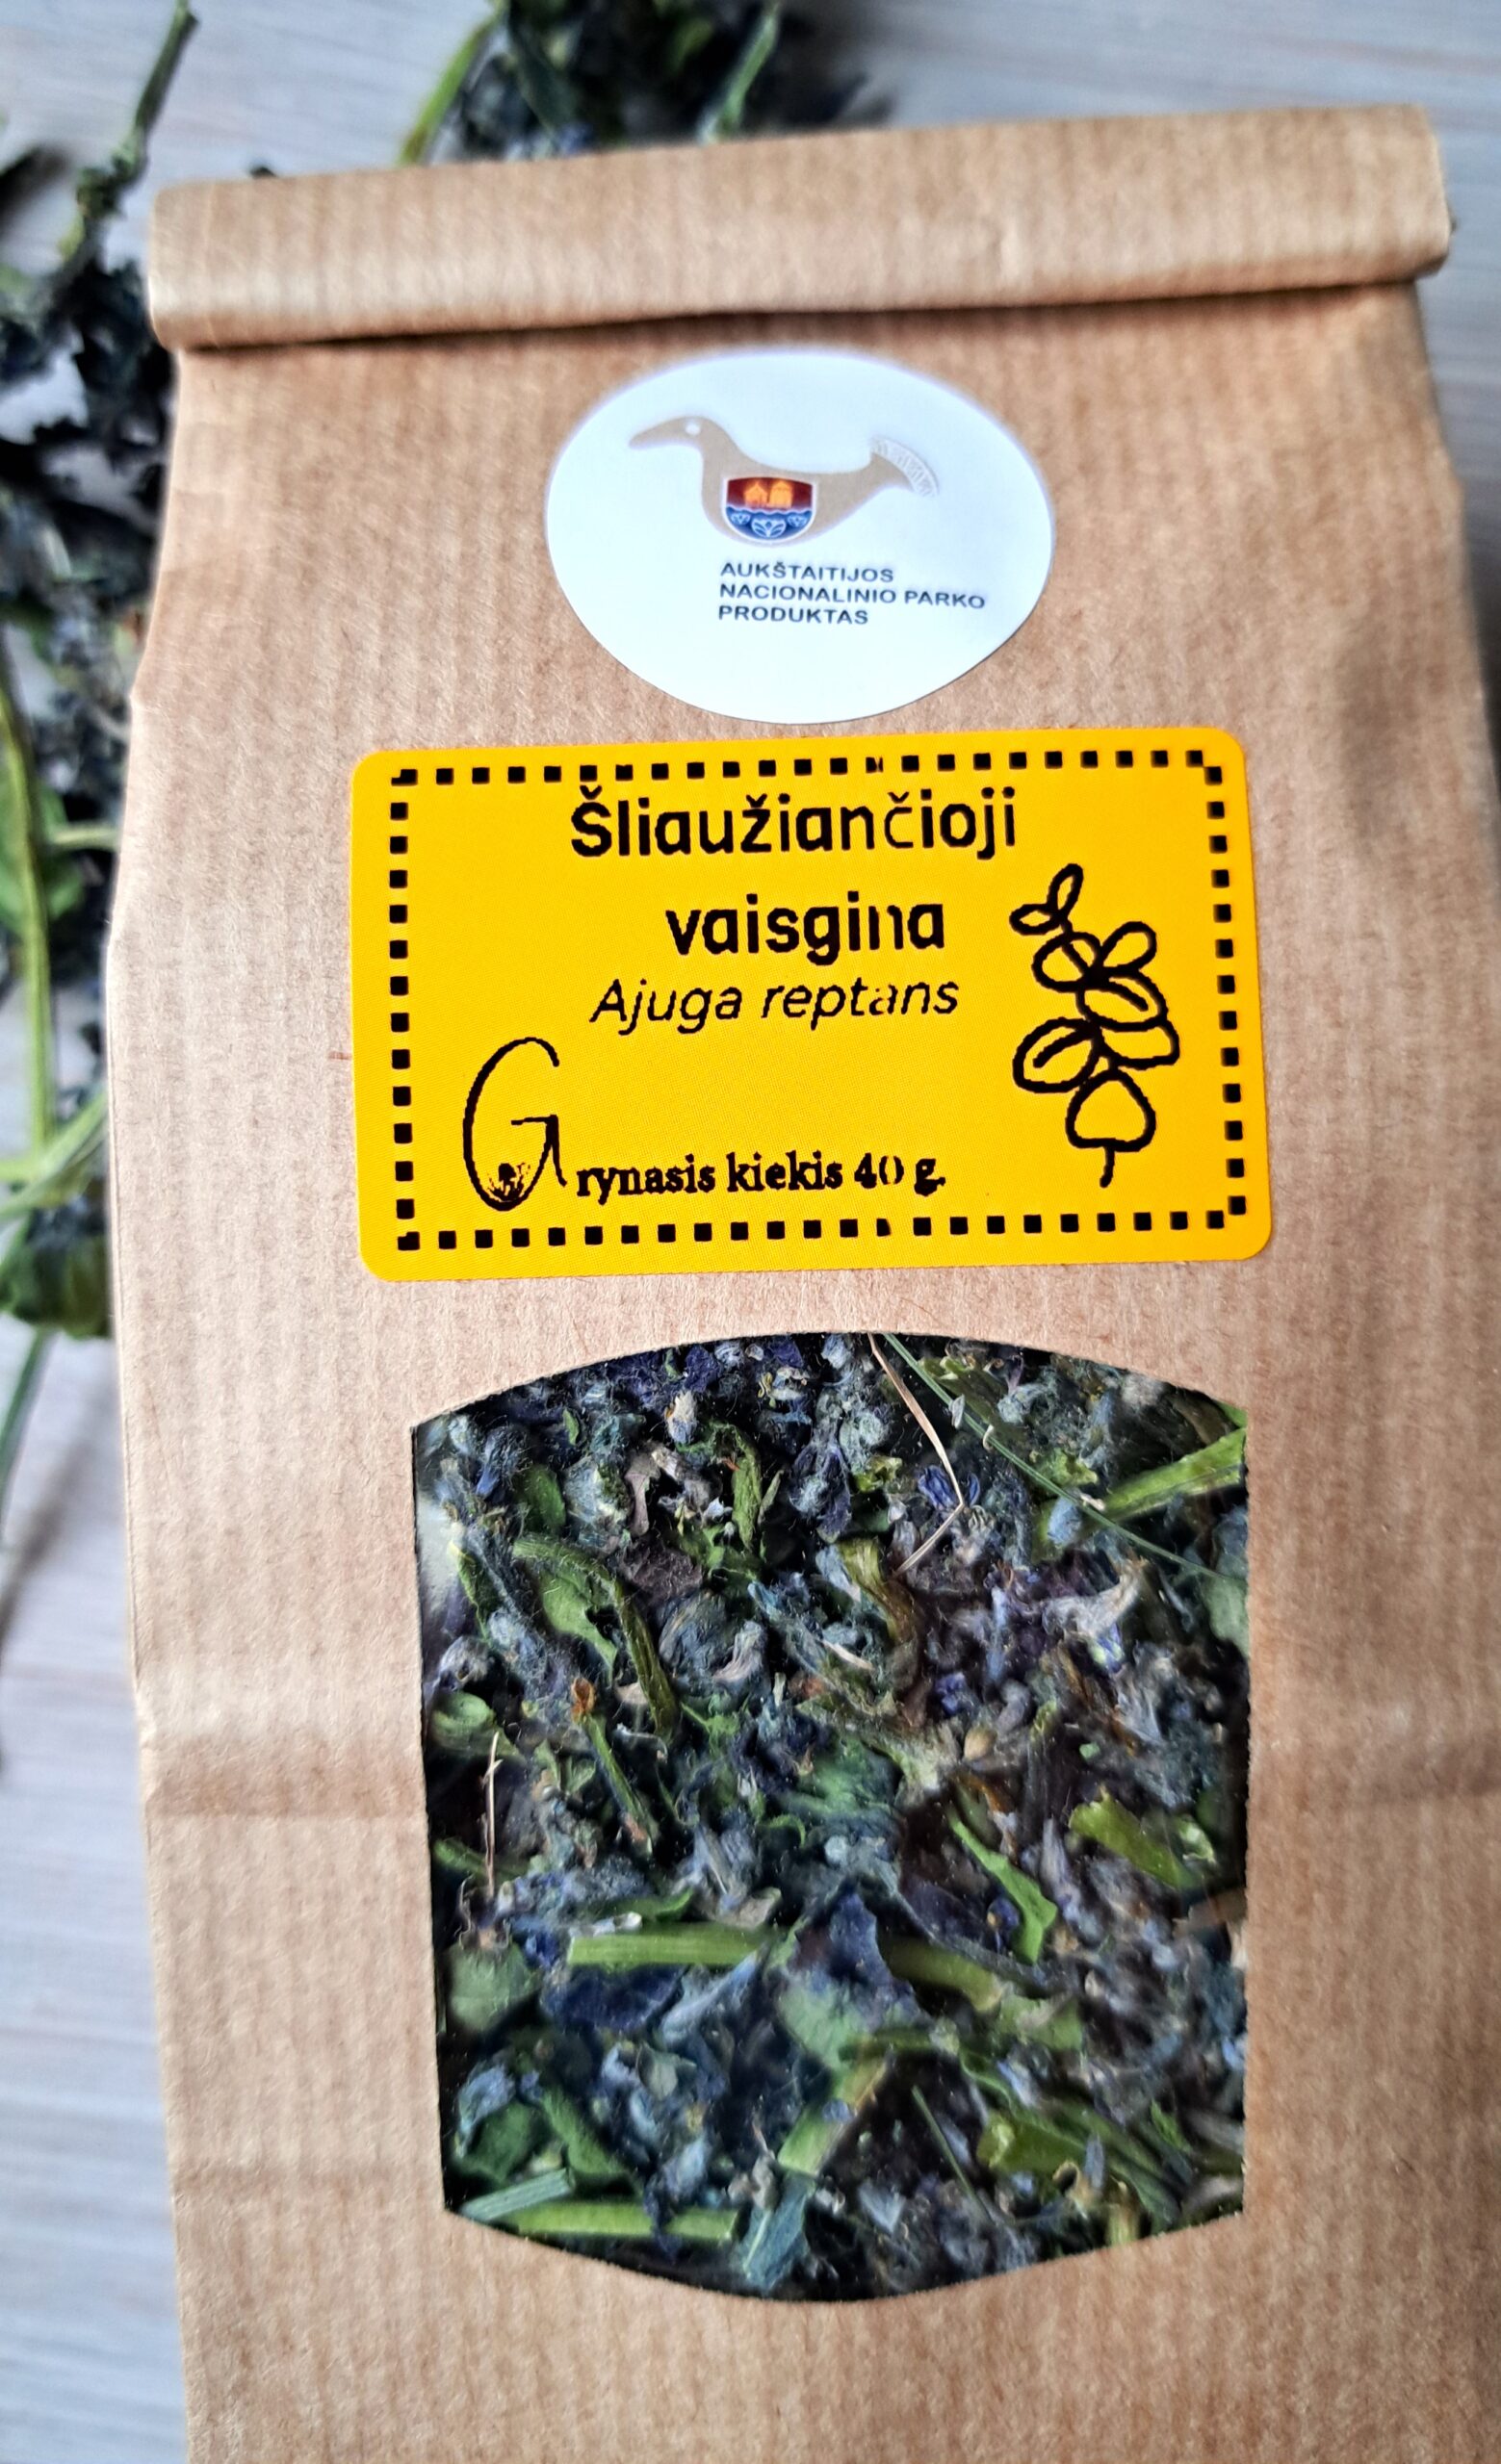 AUKŠTAITIJOS
NACIONALINIO PARKO
PRODUKTAS
Šliaužiančioji
vaisgina
Ajuga reptans
Grynasis kiekis 40 g.